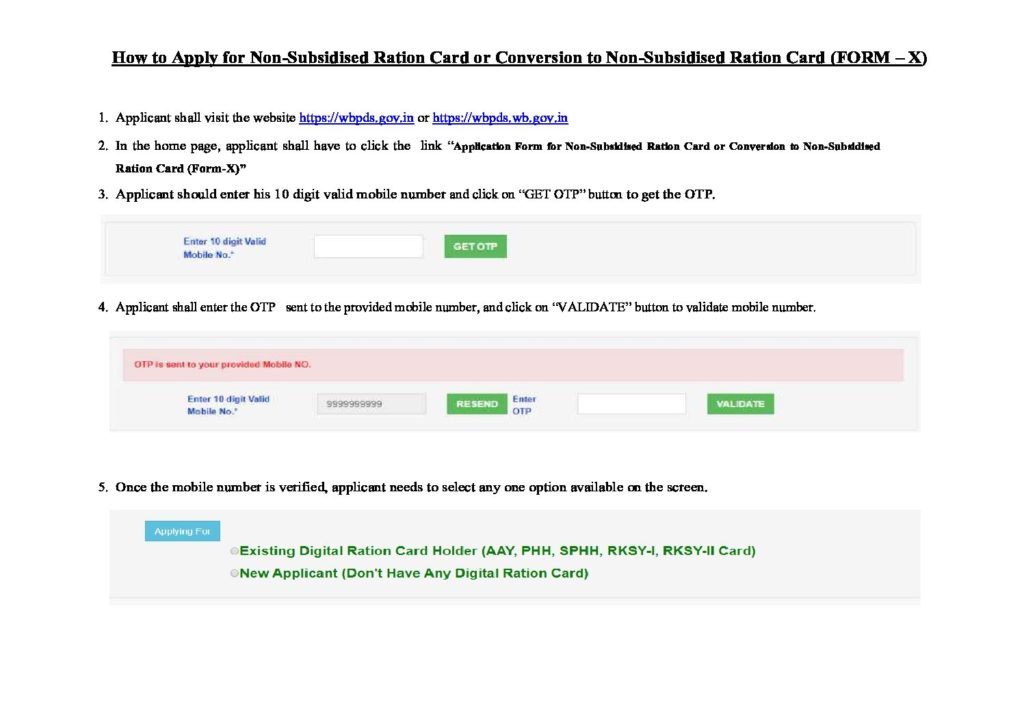 How to Apply for Non-Subsidised Ration Card or Conversion to Non-Subsidised Ration Card (FORM – X)
1. Applicant shall visit the website https://wbpds.gov.in or https://wbpds.wb.gov.in
2. In the home page, applicant shall have to click the link “Application Form for Non-Subsidised Ration Card or Conversion to Non-Subsidised
Ration Card (Form-X)”
3. Applicant should enter his 10 digit valid mobile number and click on “GET OTP” button to get the OTP.
Enter 10 digit Valid
Mobile No.*
GET OTP
4. Applicant shall enter the OTP sent to the provided mobile number, and click on “VALIDATE” button to validate mobile number.
OTP is sent to your provided Mobile NO.
Enter 10 digit Valid
Mobile No.*
9999999999
RESEND
Enter
OTP
VALIDATE
5. Once the mobile number is verified, applicant needs to select any one option available on the screen.
Applying For
Existing Digital Ration Card Holder (AAY, PHH, SPHH, RKSY-I, RKSY-II Card)
New Applicant (Don't Have Any Digital Ration Card)